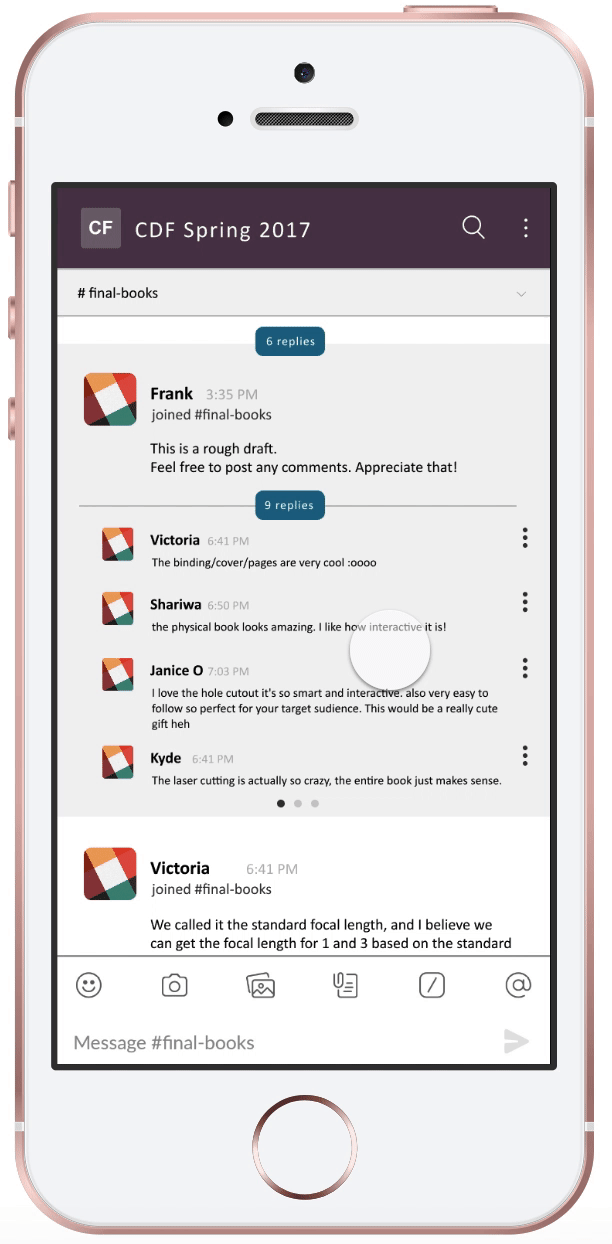 CF CDF Spring 2017
# final-books
6 replies
Frank 3:35 PM
joined #final-books
This is a rough draft.
Feel free to post any comments. Appreciate that!
9 replies
Victoria 6:41 PM
The binding/cover/pages are very cool :oooo
Shariwa 6:50 PM
the physical book looks amazing. I like how interactive it is!
Janice O 7:03 PM
I love the hole cutout it's so smart and interactive. also very easy to
follow so perfect for your target sudience. This would be a really cute
gift heh
Kyde 6:41 PM
The laser cutting is actually so crazy, the entire book just makes sense.
Victoria 6:41 PM
joined #final-books
We called it the standard focal length, and I believe we
can get the focal length for 1 and 3 based on the standard
Message #final-books